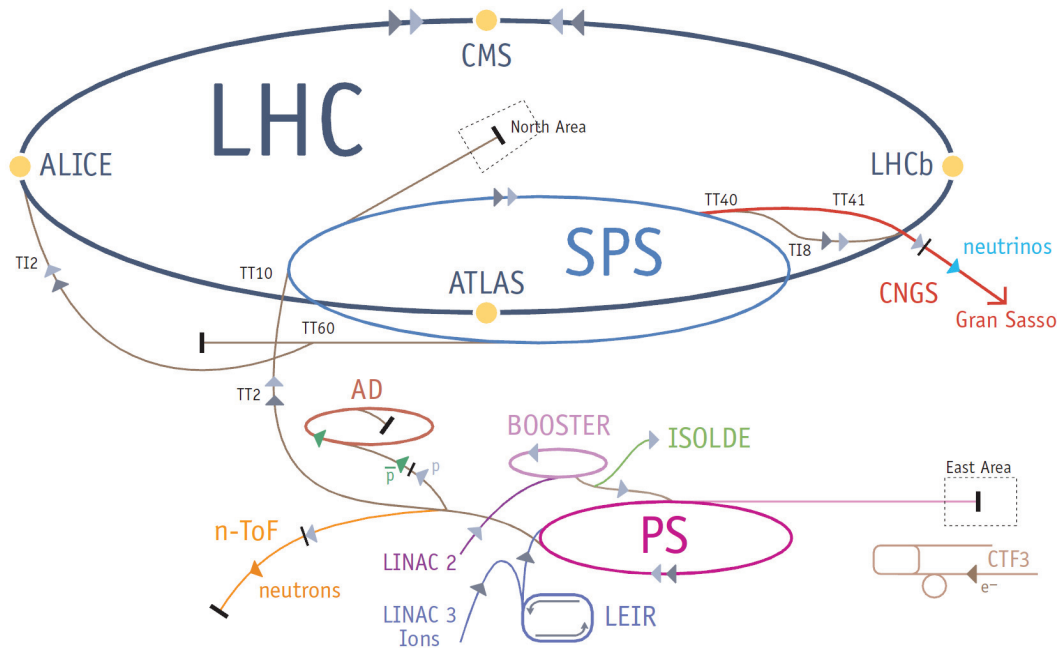 CMS
LHC
North Area
ALICE
LHCb
TT40
TT41
SPS
TI8
neutrinos
TI2
TT10
ATLAS
CNGS
Gran Sasso
TT60
TT2
AD
BOOSTER
ISOLDE
p
p
East Area
n-ToF
PS
LINAC 2
CTF3
neutrons
e⁻
LINAC 3
Ions
LEIR